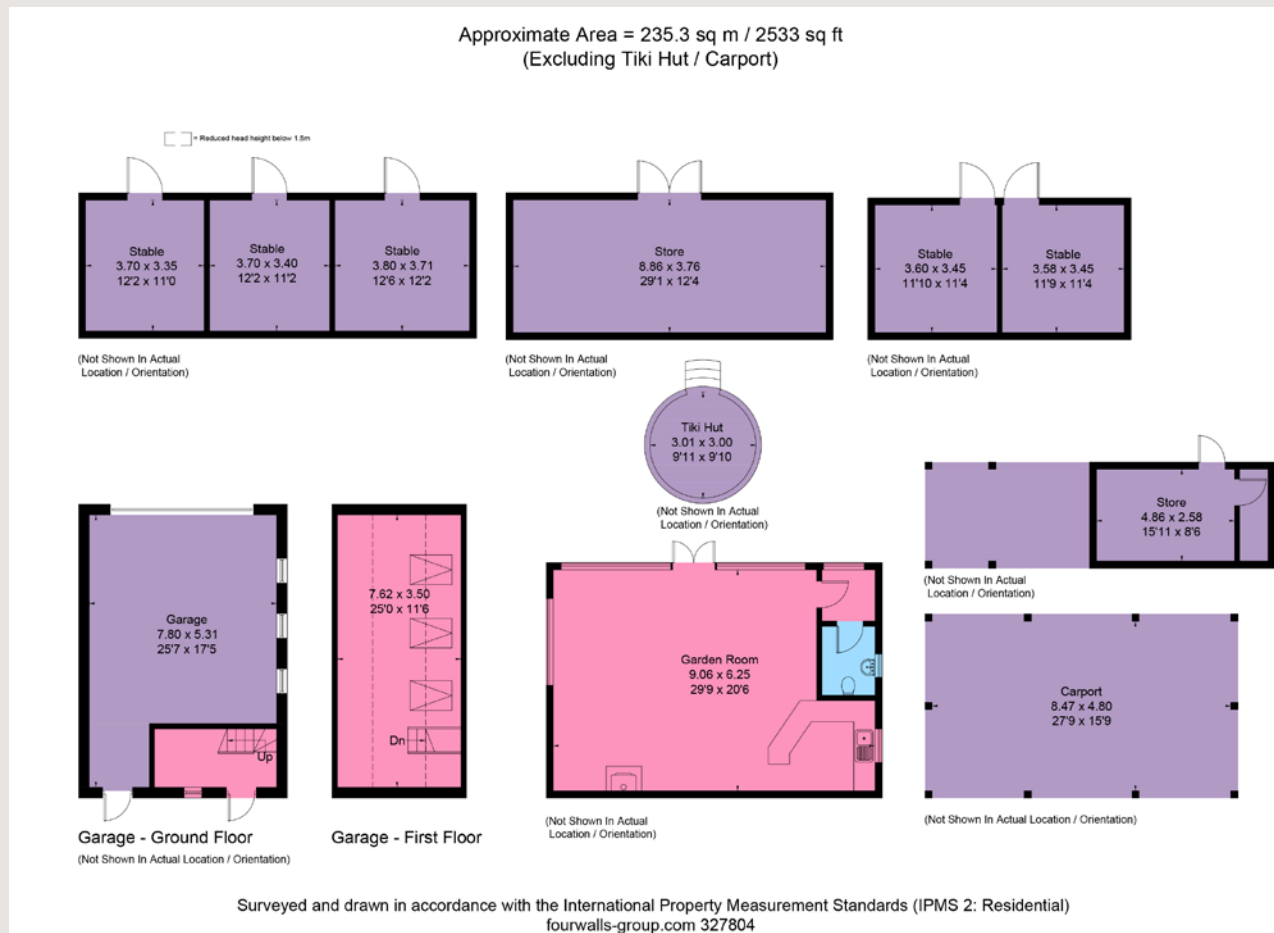 Approximate Area = 235.3 sq m / 2533 sq ft
(Excluding Tiki Hut / Carport)
= Reduced head height below 1.5m
Stable
3.70 x 3.35
12'2 x 11'0
Stable
3.70 x 3.40
12'2 x 11'2
Stable
3.80 x 3.71
12'6 x 12'2
(Not Shown In Actual
Location / Orientation)
Store
8.86 x 3.76
29'1 x 12'4
(Not Shown In Actual
Location / Orientation)
Stable
3.60 x 3.45
11'10 x 11'4
Stable
3.58 x 3.45
11'9 x 11'4
(Not Shown In Actual
Location / Orientation)
Tiki Hut
3.01 x 3.00
9'11 x 9'10
(Not Shown In Actual
Location / Orientation)
Store
4.86 x 2.58
15'11 x 8'6
(Not Shown In Actual
Location / Orientation)
Garage
7.80 x 5.31
25'7 x 17'5
Up
Garage - Ground Floor
(Not Shown In Actual Location / Orientation)
7.62 x 3.50
25'0 x 11'6
Dn
Garage - First Floor
Garden Room
9.06 x 6.25
29'9 x 20'6
(Not Shown In Actual
Location / Orientation)
Carport
8.47 x 4.80
27'9 x 15'9
(Not Shown In Actual Location / Orientation)
Surveyed and drawn in accordance with the International Property Measurement Standards (IPMS 2: Residential)
fourwalls-group.com 327804